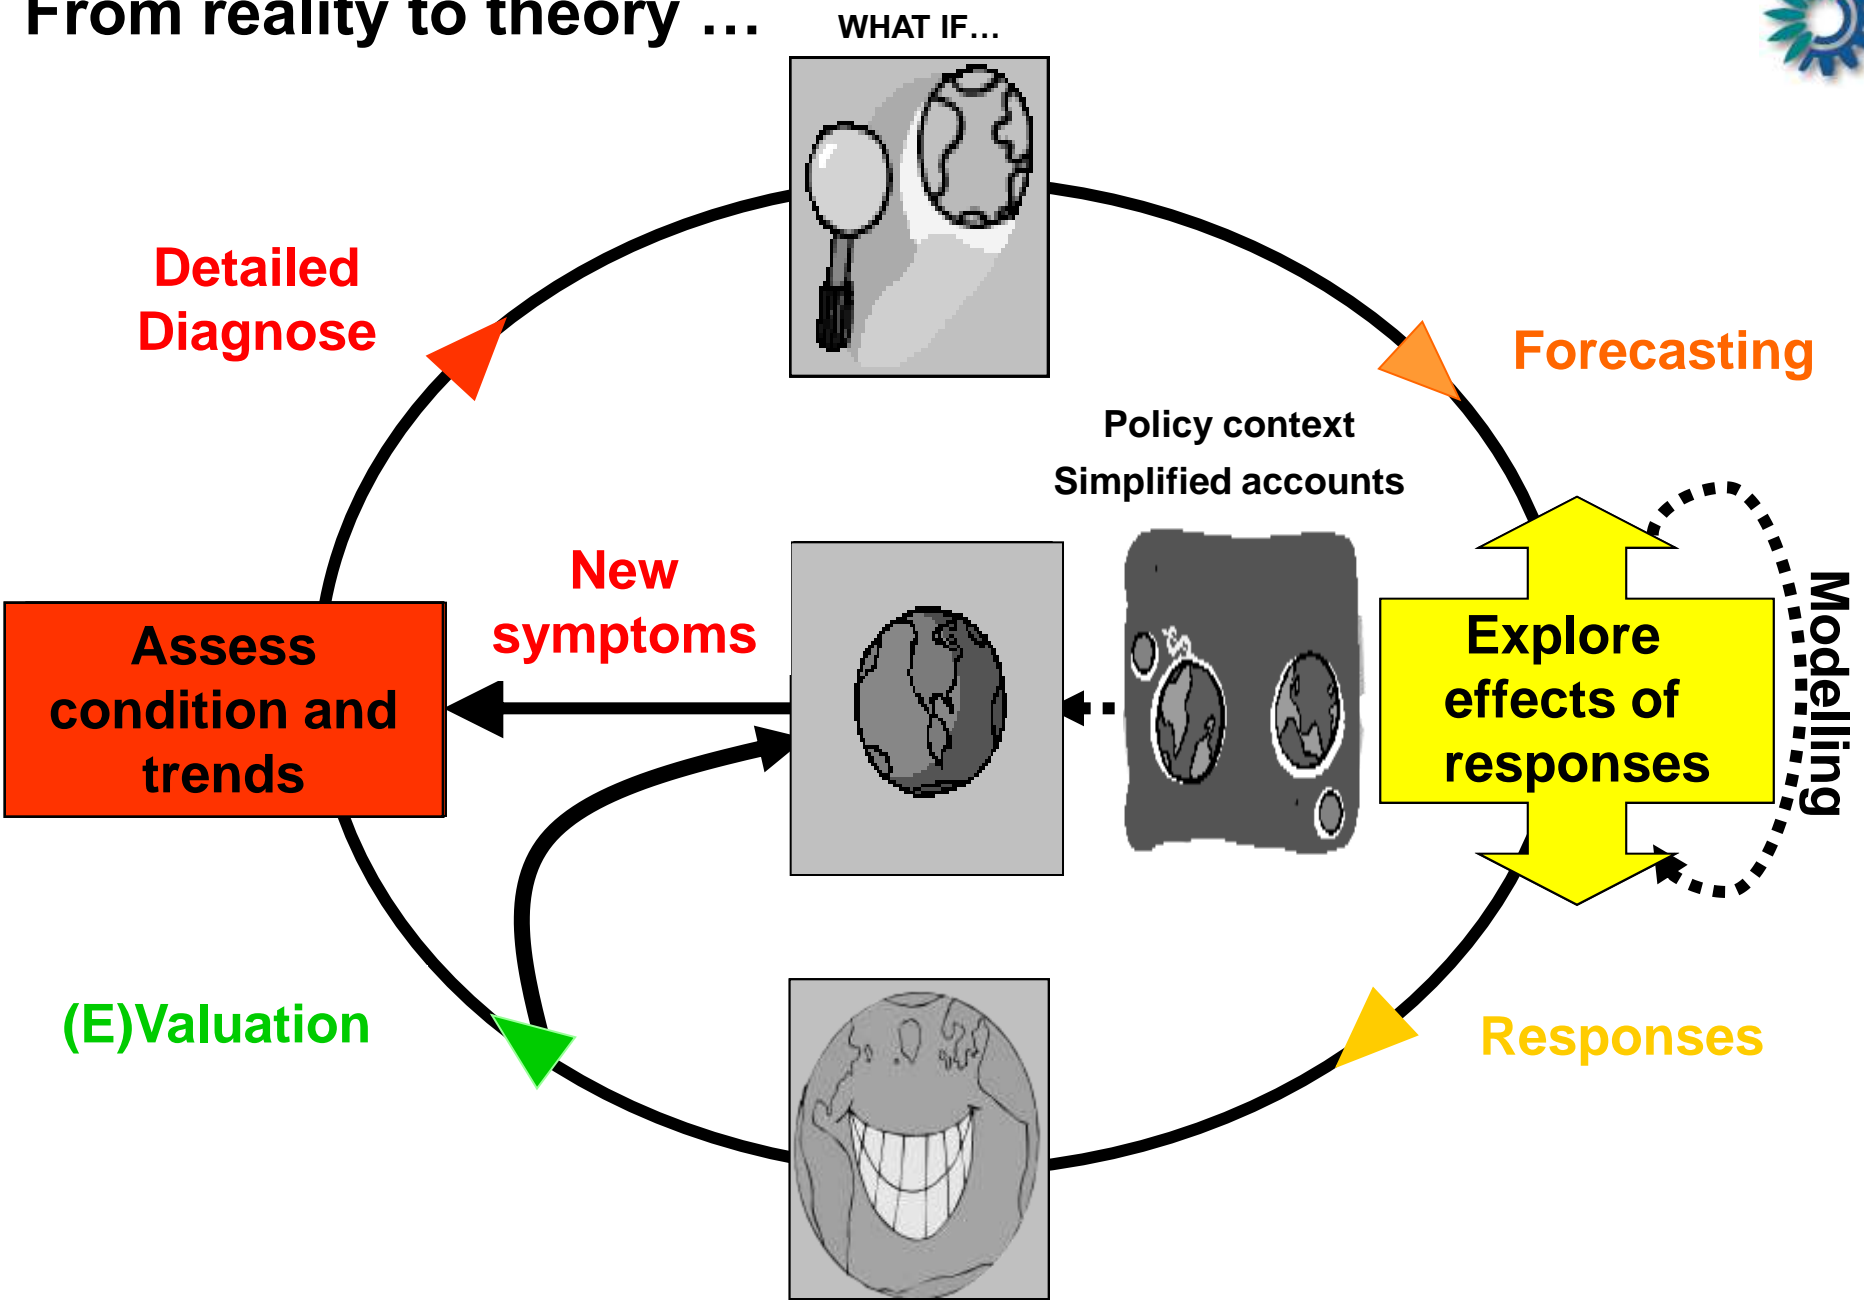 From reality to theory …
WHAT IF…
Detailed
Diagnose
Forecasting
Policy context
Simplified accounts
New
symptoms
Assess
condition and
trends
Explore
effects of
responses
Modelling
(E)Valuation
Responses